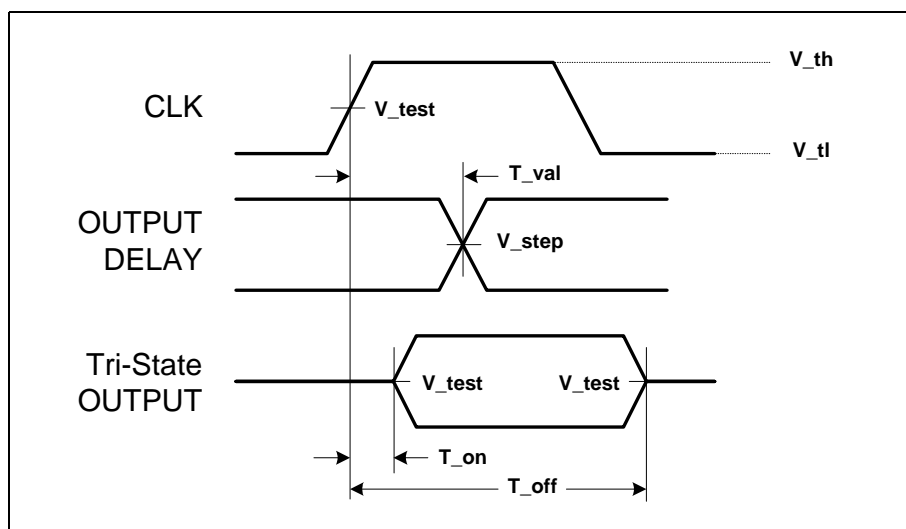 V_th
CLK
V_test
V_tl
T_val
OUTPUT
DELAY
V_step
Tri-State
OUTPUT
V_test
V_test
T_on
T_off